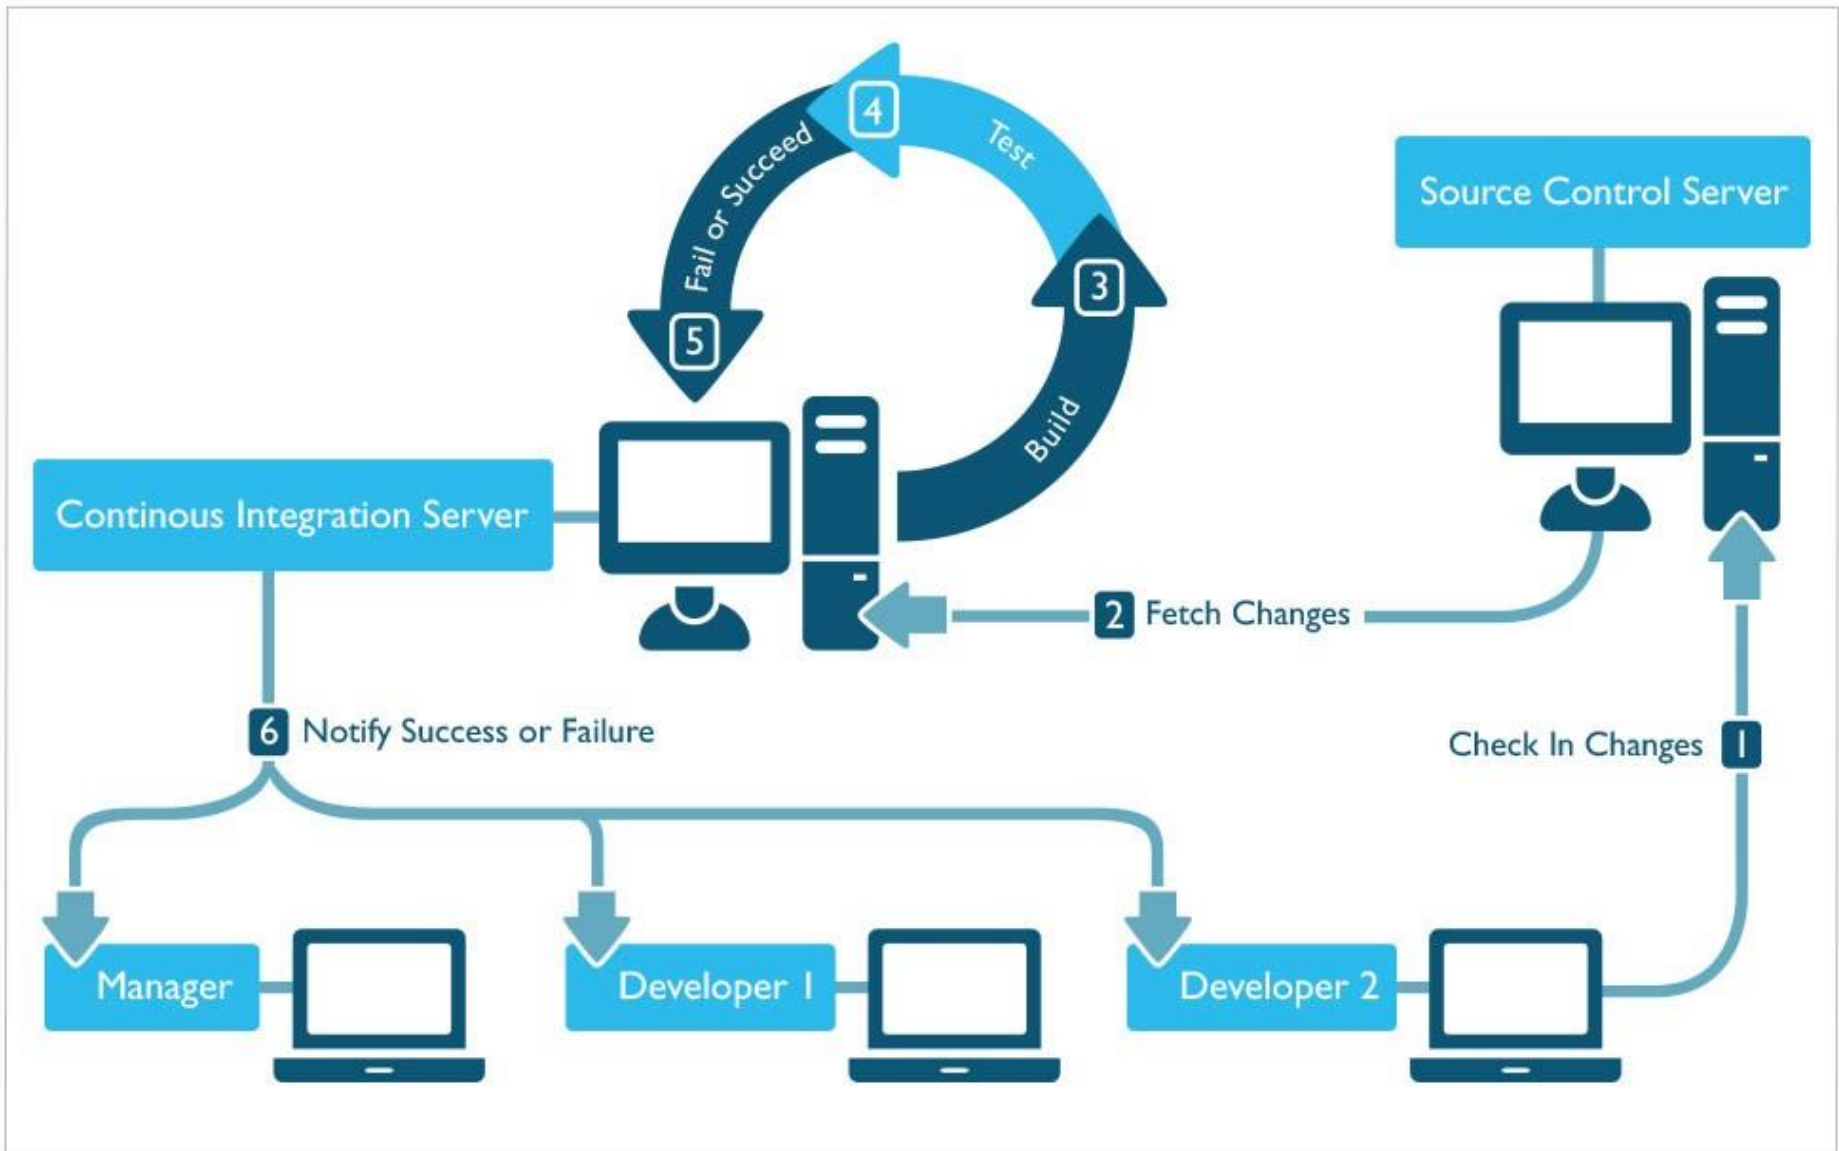 4
Test
Fail or Succeed
Source Control Server
3
5
Build
Continous Integration Server
2 Fetch Changes
6 Notify Success or Failure
Check In Changes 1
Manager
Developer 1
Developer 2